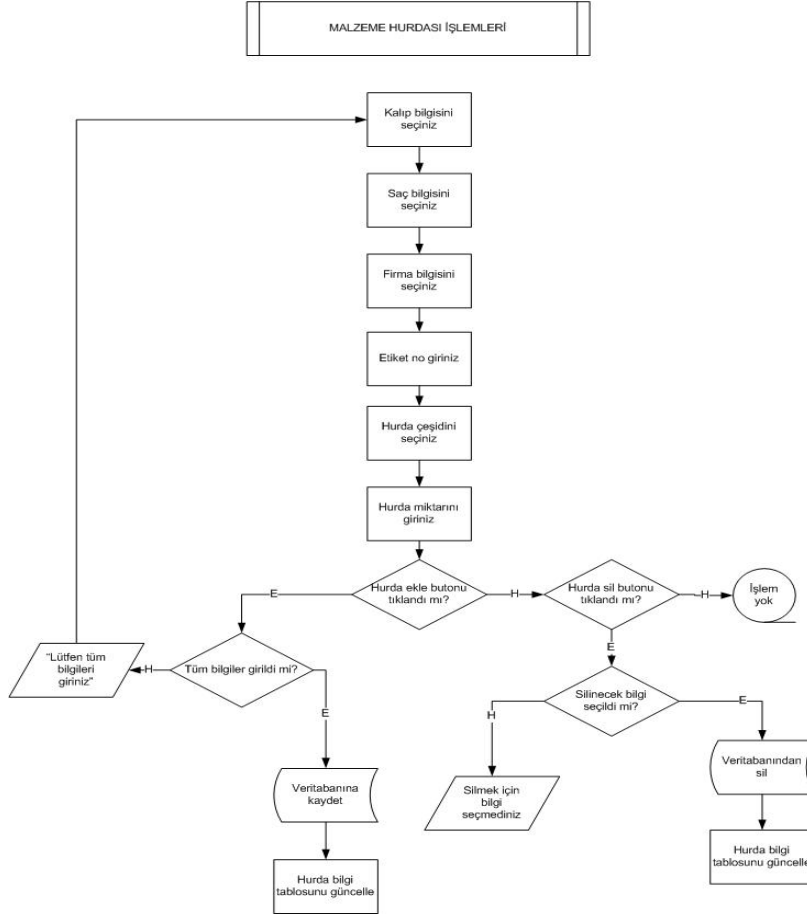 MALZEME HURDASI İŞLEMLERİ
Kalıp bilgisini
seçiniz
Saç bilgisini
seçiniz
Firma bilgisini
seçiniz
Etiket no giriniz
Hurda çeşidini
seçiniz
Hurda miktarını
giriniz
Hurda ekle butonu
tıklandı mı?
E
H
Hurda sil butonu
tıklandı mı?
H
İşlem
yok
"Lütfen tüm
bilgileri
giriniz"
H
Tüm bilgiler girildi mi?
E
E
Silinecek bilgi
seçildi mi?
H
E
Veritabanına
kaydet
Silmek için
bilgi
seçmediniz
Veritabanından
sil
Hurda bilgi
tablosunu güncelle
Hurda bilgi
tablosunu güncelle